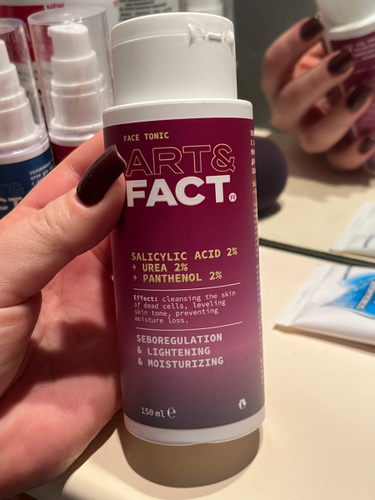 FACE TONIC
ART&
FACT.®
SALICYLIC ACID 2%
+ UREA 2%
+ PANTHENOL 2%
Effect: cleansing the skin
of dead cells, leveling
skin tone, preventing
moisture loss.
SEBOREGULATION
& LIGHTENING
& MOISTURIZING
150 ml ℮